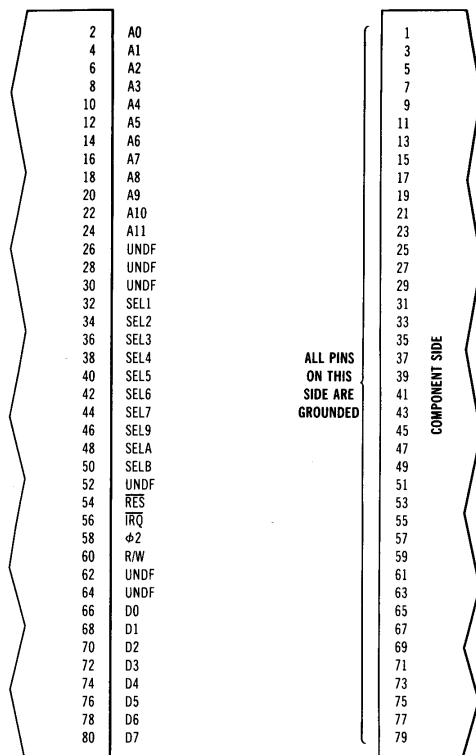 2 A0 1
4 A1 3
6 A2 5
8 A3 7
10 A4 9
12 A5 11
14 A6 13
16 A7 15
18 A8 17
20 A9 19
22 A10 21
24 A11 23
26 UNDF 25
28 UNDF 27
30 UNDF 29
32 SEL1 31
34 SEL2 33
36 SEL3 35
38 SEL4 ALL PINS 37
40 SEL5 ON THIS 39
42 SEL6 SIDE ARE 41
44 SEL7 GROUNDED 43
46 SEL9 45
48 SELA 47
50 SELB 49
52 UNDF 51
54 R̅E̅S̅ 53
56 I̅R̅Q̅ 55
58 ϕ2 57
60 R/W 59
62 UNDF 61
64 UNDF 63
66 D0 65
68 D1 67
70 D2 69
72 D3 71
74 D4 73
76 D5 75
78 D6 77
80 D7 79
COMPONENT SIDE